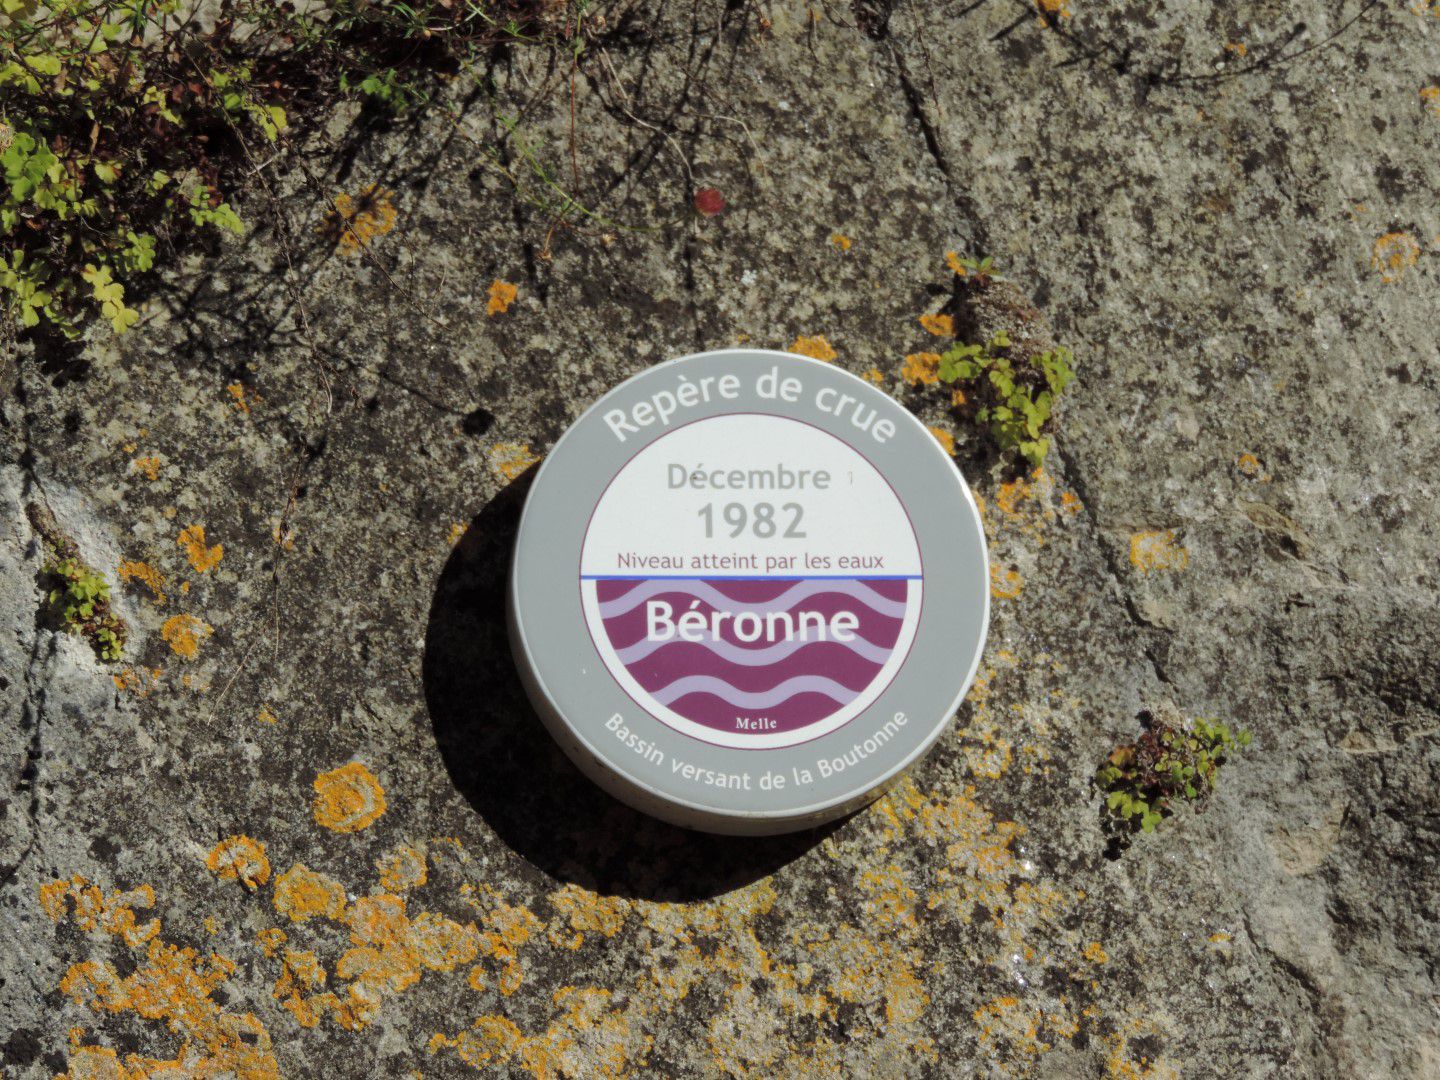 Repère de crue
Décembre
1982
Niveau atteint par les eaux
Béronne
Melle
Bassin versant de la Boutonne